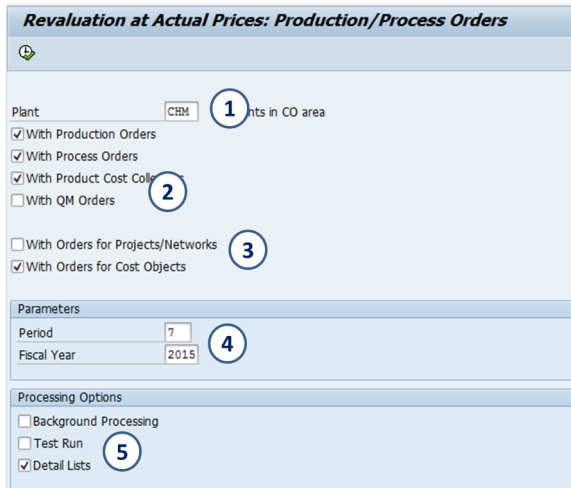 Revaluation at Actual Prices: Production/Process Orders
Plant CHM 1 nts in CO area
With Production Orders
With Process Orders
With Product Cost Colle s
2
With QM Orders
With Orders for Projects/Networks
3
With Orders for Cost Objects
Parameters
Period 7
4
Fiscal Year 2015
Processing Options
Background Processing
Test Run
5
Detail Lists